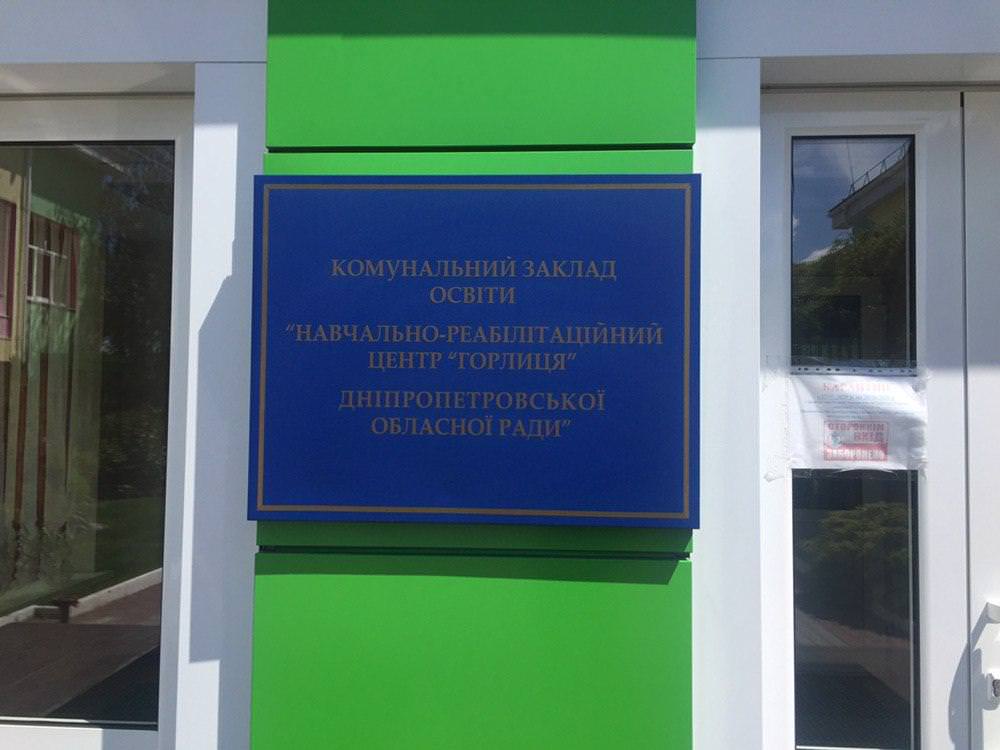 КОМУНАЛЬНИЙ ЗАКЛАД
ОСВІТИ
“НАВЧАЛЬНО-РЕАБІЛІТАЦІЙНИЙ
ЦЕНТР “ГОРЛИЦЯ”
ДНІПРОПЕТРОВСЬКОЇ
ОБЛАСНОЇ РАДИ”
КАРАНТИН
СТОРОННІМ
ВХІД
ЗАБОРОНЕНО